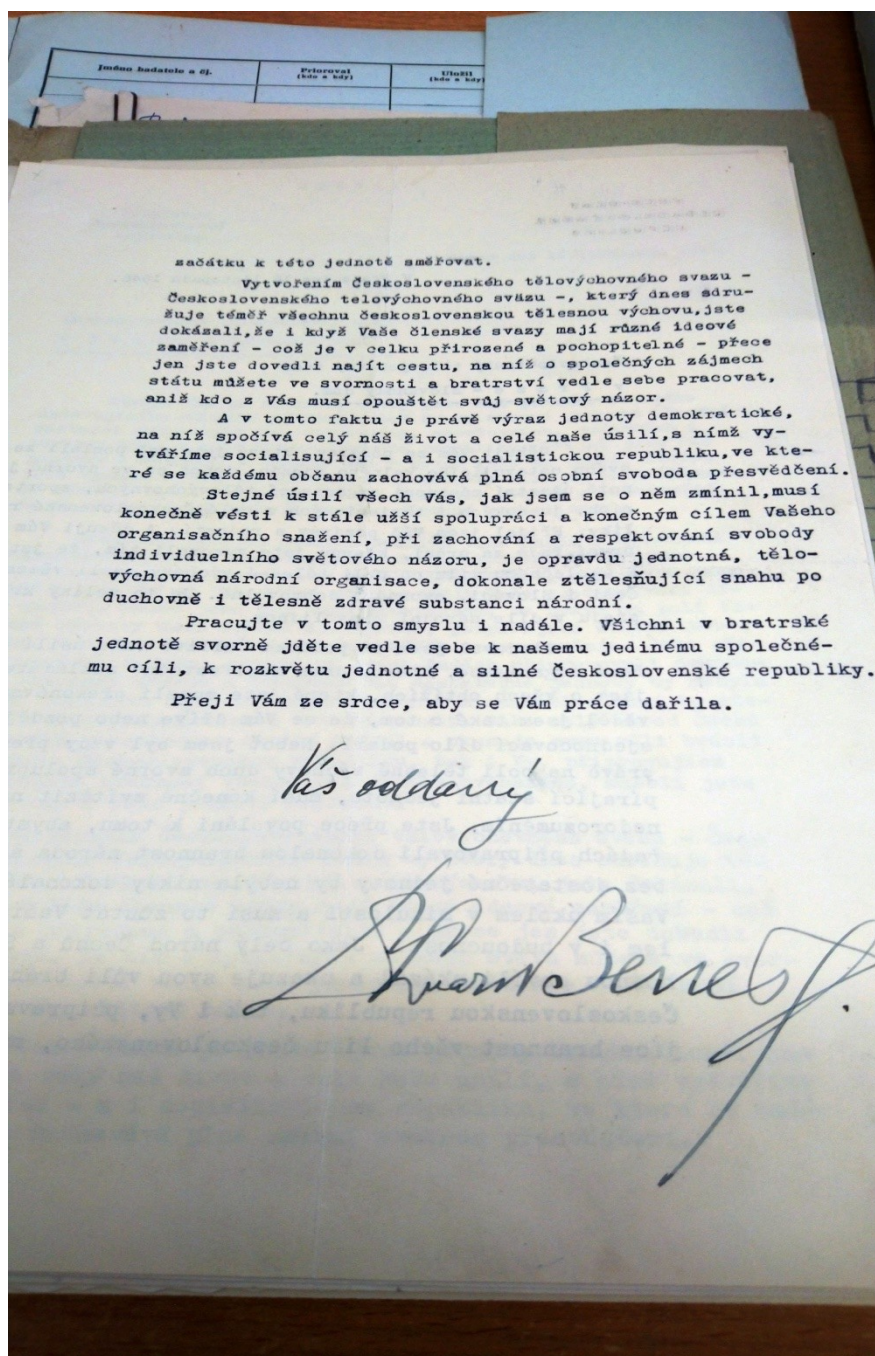 Jméno badatele a čj.
Prioroval
(kdo a kdy)
Uložil
(kdo a kdy)
začátku k této jednotě směřovat.
Vytvořením Československého tělovýchovného svazu –
Československého telovýchovného sväzu –, který dnes sdru-
žuje téměř všechnu československou tělesnou výchovu,jste
dokázali,že i když Vaše členské svazy mají různé ideové
zaměření – což je v celku přirozené a pochopitelné – přece
jen jste dovedli najít cestu, na níž o společných zájmech
státu můžete ve svornosti a bratrství vedle sebe pracovat,
aniž kdo z Vás musí opouštět svůj světový názor.
A v tomto faktu je právě výraz jednoty demokratické,
na níž spočívá celý náš život a celé naše úsilí,s nímž vy-
tváříme socialisující – a i socialistickou republiku,ve kte-
ré se každému občanu zachovává plná osobní svoboda přesvědčení.
Stejné úsilí všech Vás, jak jsem se o něm zmínil,musí
konečně vésti k stále užší spolupráci a konečným cílem Vašeho
organisačního snažení, při zachování a respektování svobody
individuelního světového názoru, je opravdu jednotná, tělo-
výchovná národní organisace, dokonale ztělesňující snahu po
duchovně i tělesně zdravé substanci národní.
Pracujte v tomto smyslu i nadále. Všichni v bratrské
jednotě svorně jděte vedle sebe k našemu jedinému společné-
mu cíli, k rozkvětu jednotné a silné Československé republiky.
Přeji Vám ze srdce, aby se Vám práce dařila.
Váš oddaný
Beneš